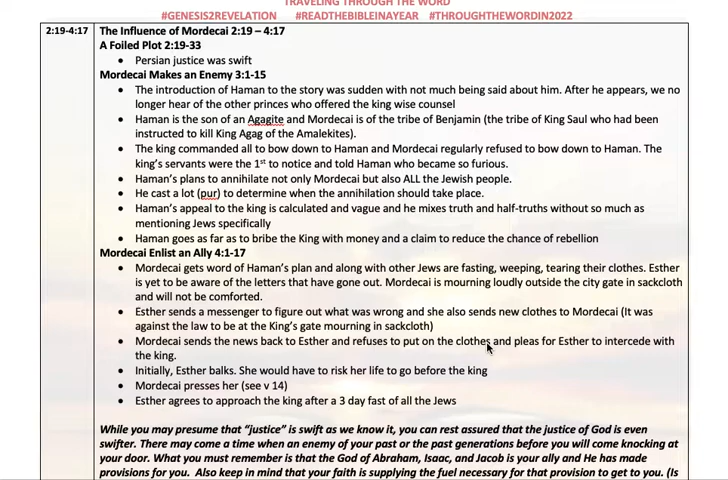 TRAVELING THROUGH THE WORD
#GENESIS2REVELATION #READTHEBIBLEINAYEAR #THROUGHTHEWORDIN2022
2:19-4:17
The Influence of Mordecai 2:19 – 4:17
A Foiled Plot 2:19-33
• Persian justice was swift
Mordecai Makes an Enemy 3:1-15
• The introduction of Haman to the story was sudden with not much being said about him. After he appears, we no
longer hear of the other princes who offered the king wise counsel
• Haman is the son of an Agagite and Mordecai is of the tribe of Benjamin (the tribe of King Saul who had been
instructed to kill King Agag of the Amalekites).
• The king commanded all to bow down to Haman and Mordecai regularly refused to bow down to Haman. The
king's servants were the 1st to notice and told Haman who became so furious.
• Haman's plans to annihilate not only Mordecai but also ALL the Jewish people.
• He cast a lot (pur) to determine when the annihilation should take place.
• Haman's appeal to the king is calculated and vague and he mixes truth and half-truths without so much as
mentioning Jews specifically
• Haman goes as far as to bribe the King with money and a claim to reduce the chance of rebellion
Mordecai Enlist an Ally 4:1-17
• Mordecai gets word of Haman's plan and along with other Jews are fasting, weeping, tearing their clothes. Esther
is yet to be aware of the letters that have gone out. Mordecai is mourning loudly outside the city gate in sackcloth
and will not be comforted.
• Esther sends a messenger to figure out what was wrong and she also sends new clothes to Mordecai (It was
against the law to be at the King's gate mourning in sackcloth)
• Mordecai sends the news back to Esther and refuses to put on the clothes and pleas for Esther to intercede with
the king.
• Initially, Esther balks. She would have to risk her life to go before the king
• Mordecai presses her (see v 14)
• Esther agrees to approach the king after a 3 day fast of all the Jews
While you may presume that "justice" is swift as we know it, you can rest assured that the justice of God is even
swifter. There may come a time when an enemy of your past or the past generations before you will come knocking at
your door. What you must remember is that the God of Abraham, Isaac, and Jacob is your ally and He has made
provisions for you. Also keep in mind that your faith is supplying the fuel necessary for that provision to get to you. (Is